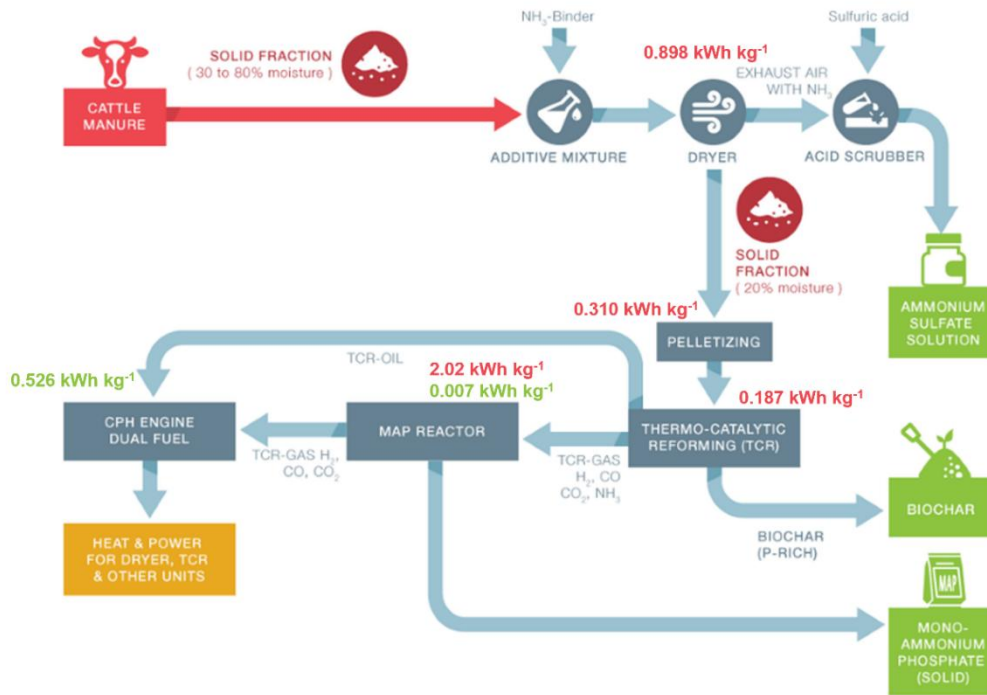 NH₃-Binder
Sulfuric acid
SOLID FRACTION
( 30 to 80% moisture )
0.898 kWh kg⁻¹
EXHAUST AIR
WITH NH₃
CATTLE
MANURE
ADDITIVE MIXTURE
DRYER
ACID SCRUBBER
SOLID
FRACTION
( 20% moisture )
AMMONIUM
SULFATE
SOLUTION
0.310 kWh kg⁻¹
PELLETIZING
TCR-OIL
0.526 kWh kg⁻¹
2.02 kWh kg⁻¹
0.007 kWh kg⁻¹
0.187 kWh kg⁻¹
CPH ENGINE
DUAL FUEL
MAP REACTOR
THERMO-CATALYTIC
REFORMING (TCR)
TCR-GAS H₂,
CO, CO₂
TCR-GAS
H₂, CO
CO₂, NH₃
BIOCHAR
HEAT & POWER
FOR DRYER, TCR
& OTHER UNITS
BIOCHAR
(P-RICH)
MAP
MONO-
AMMONIUM
PHOSPHATE
(SOLID)